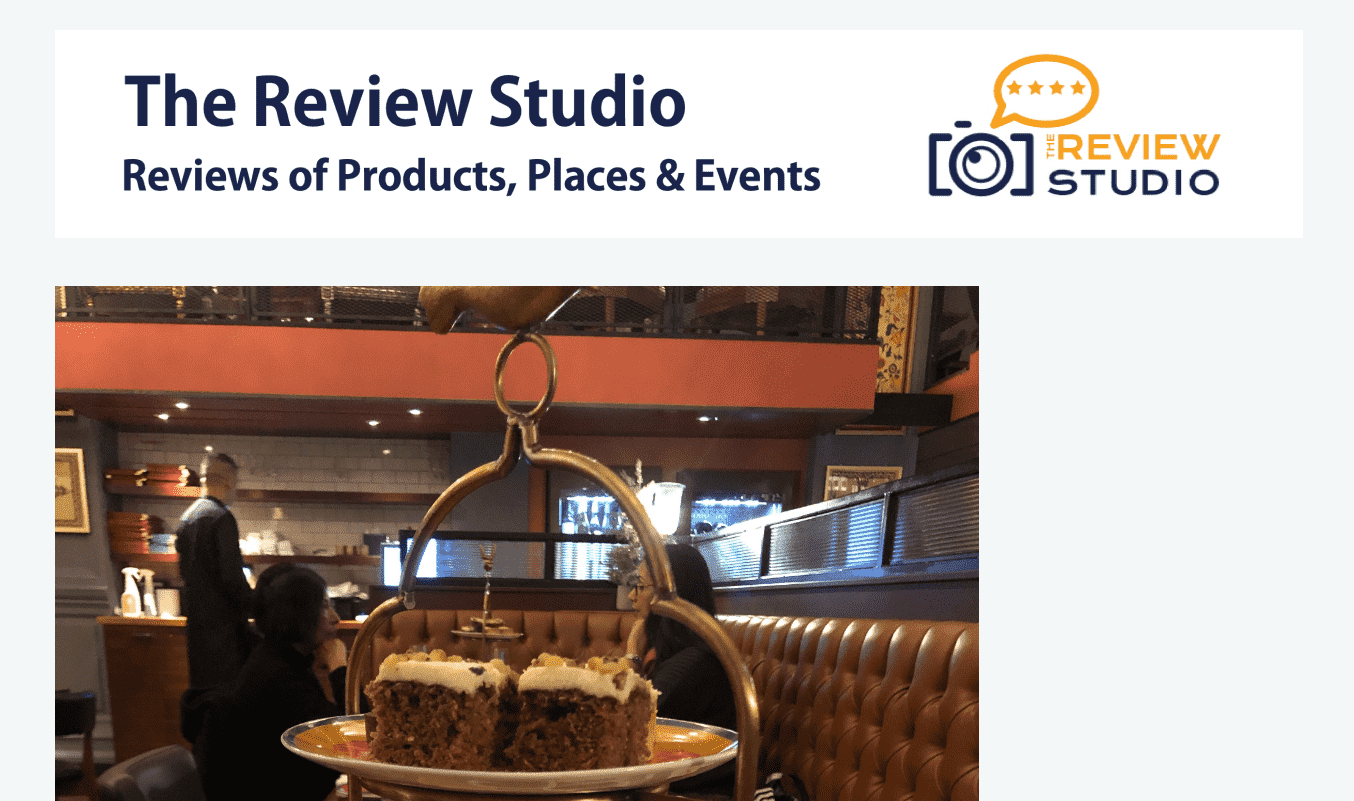 The Review Studio
Reviews of Products, Places & Events
THE REVIEW
STUDIO